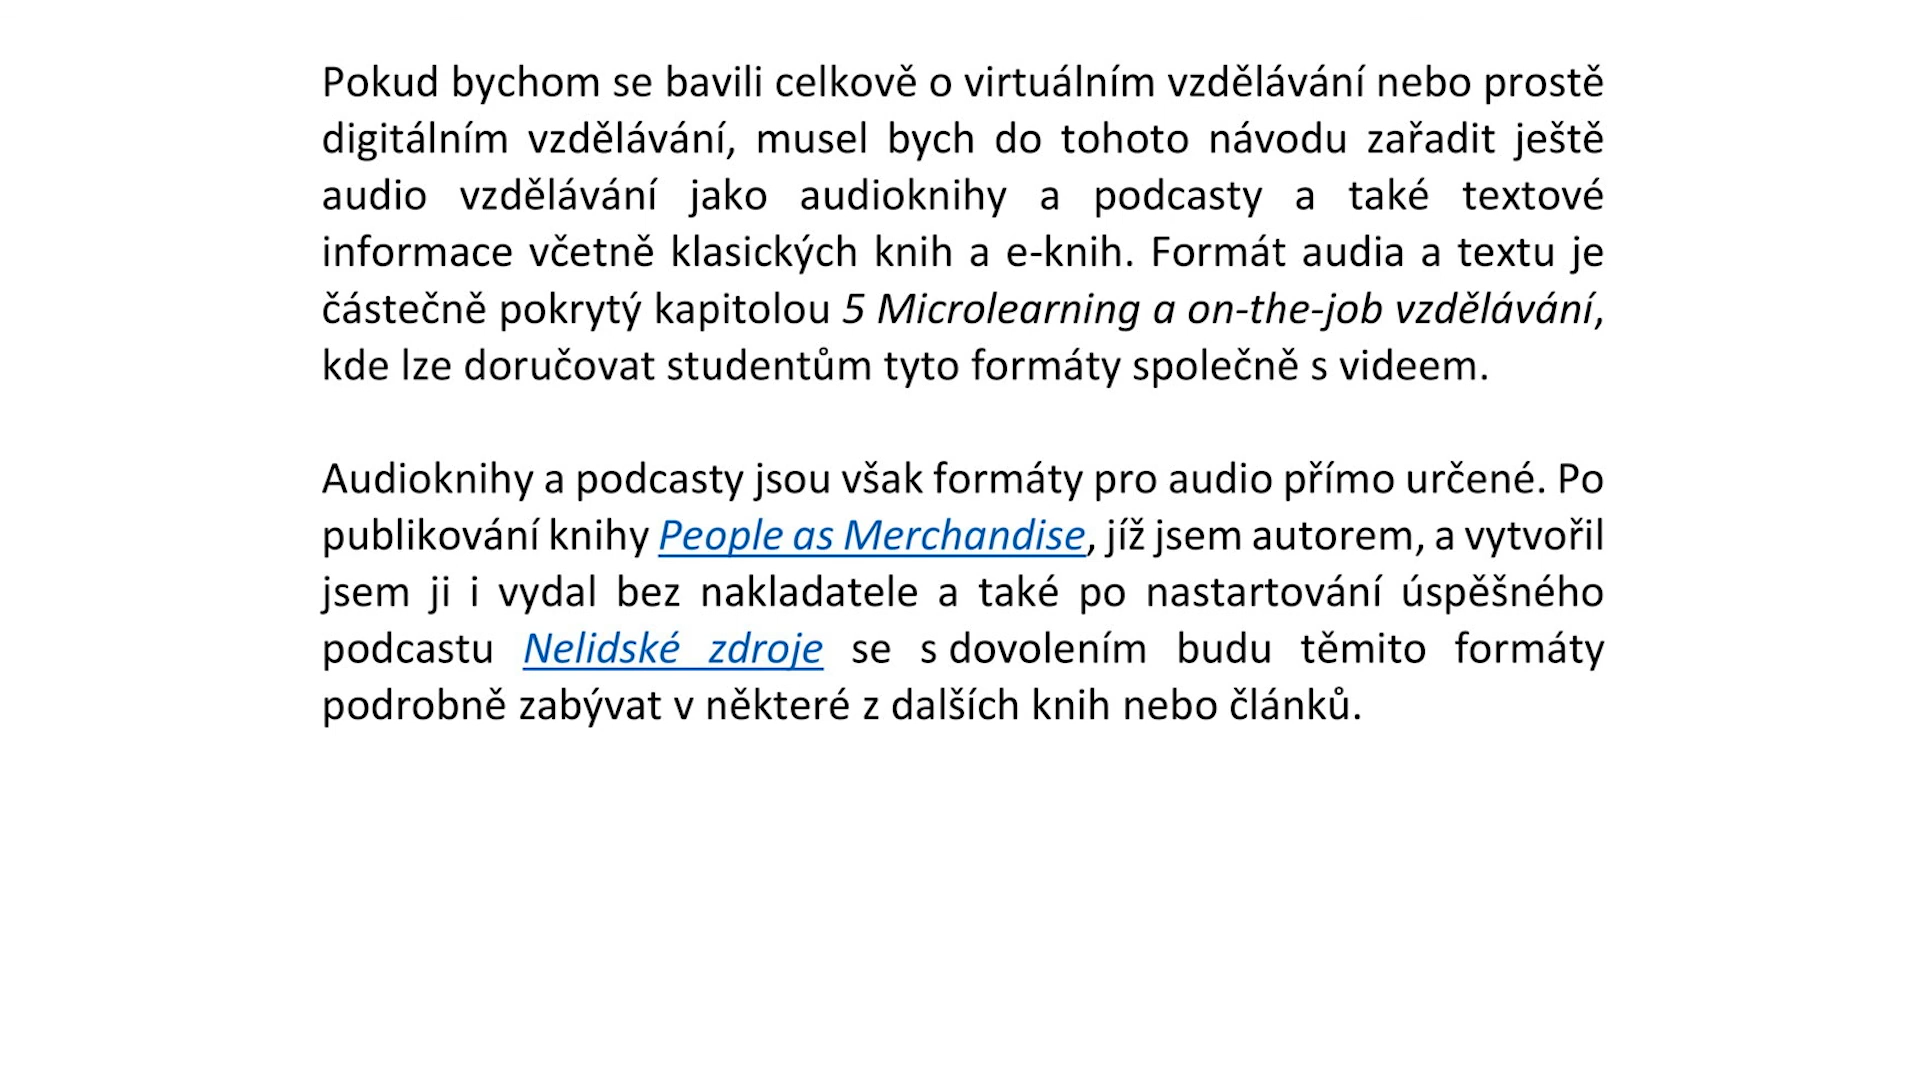 Pokud bychom se bavili celkově o virtuálním vzdělávání nebo prostě
digitálním vzdělávání, musel bych do tohoto návodu zařadit ještě
audio vzdělávání jako audioknihy a podcasty a také textové
informace včetně klasických knih a e-knih. Formát audia a textu je
částečně pokrytý kapitolou 5 Microlearning a on-the-job vzdělávání,
kde lze doručovat studentům tyto formáty společně s videem.
Audioknihy a podcasty jsou však formáty pro audio přímo určené. Po
publikování knihy People as Merchandise, jíž jsem autorem, a vytvořil
jsem ji i vydal bez nakladatele a také po nastartování úspěšného
podcastu Nelidské zdroje se s dovolením budu těmito formáty
podrobně zabývat v některé z dalších knih nebo článků.